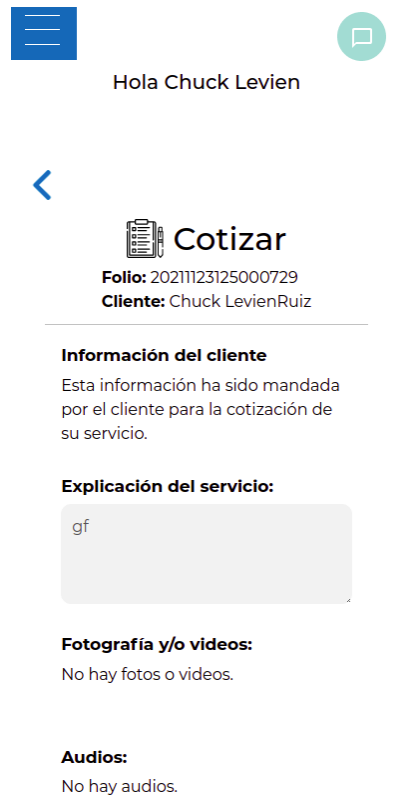 Hola Chuck Levien
Cotizar
Folio: 20211123125000729
Cliente: Chuck LevienRuiz
Información del cliente
Esta información ha sido mandada
por el cliente para la cotización de
su servicio.
Explicación del servicio:
gf
Fotografía y/o videos:
No hay fotos o videos.
Audios:
No hay audios.